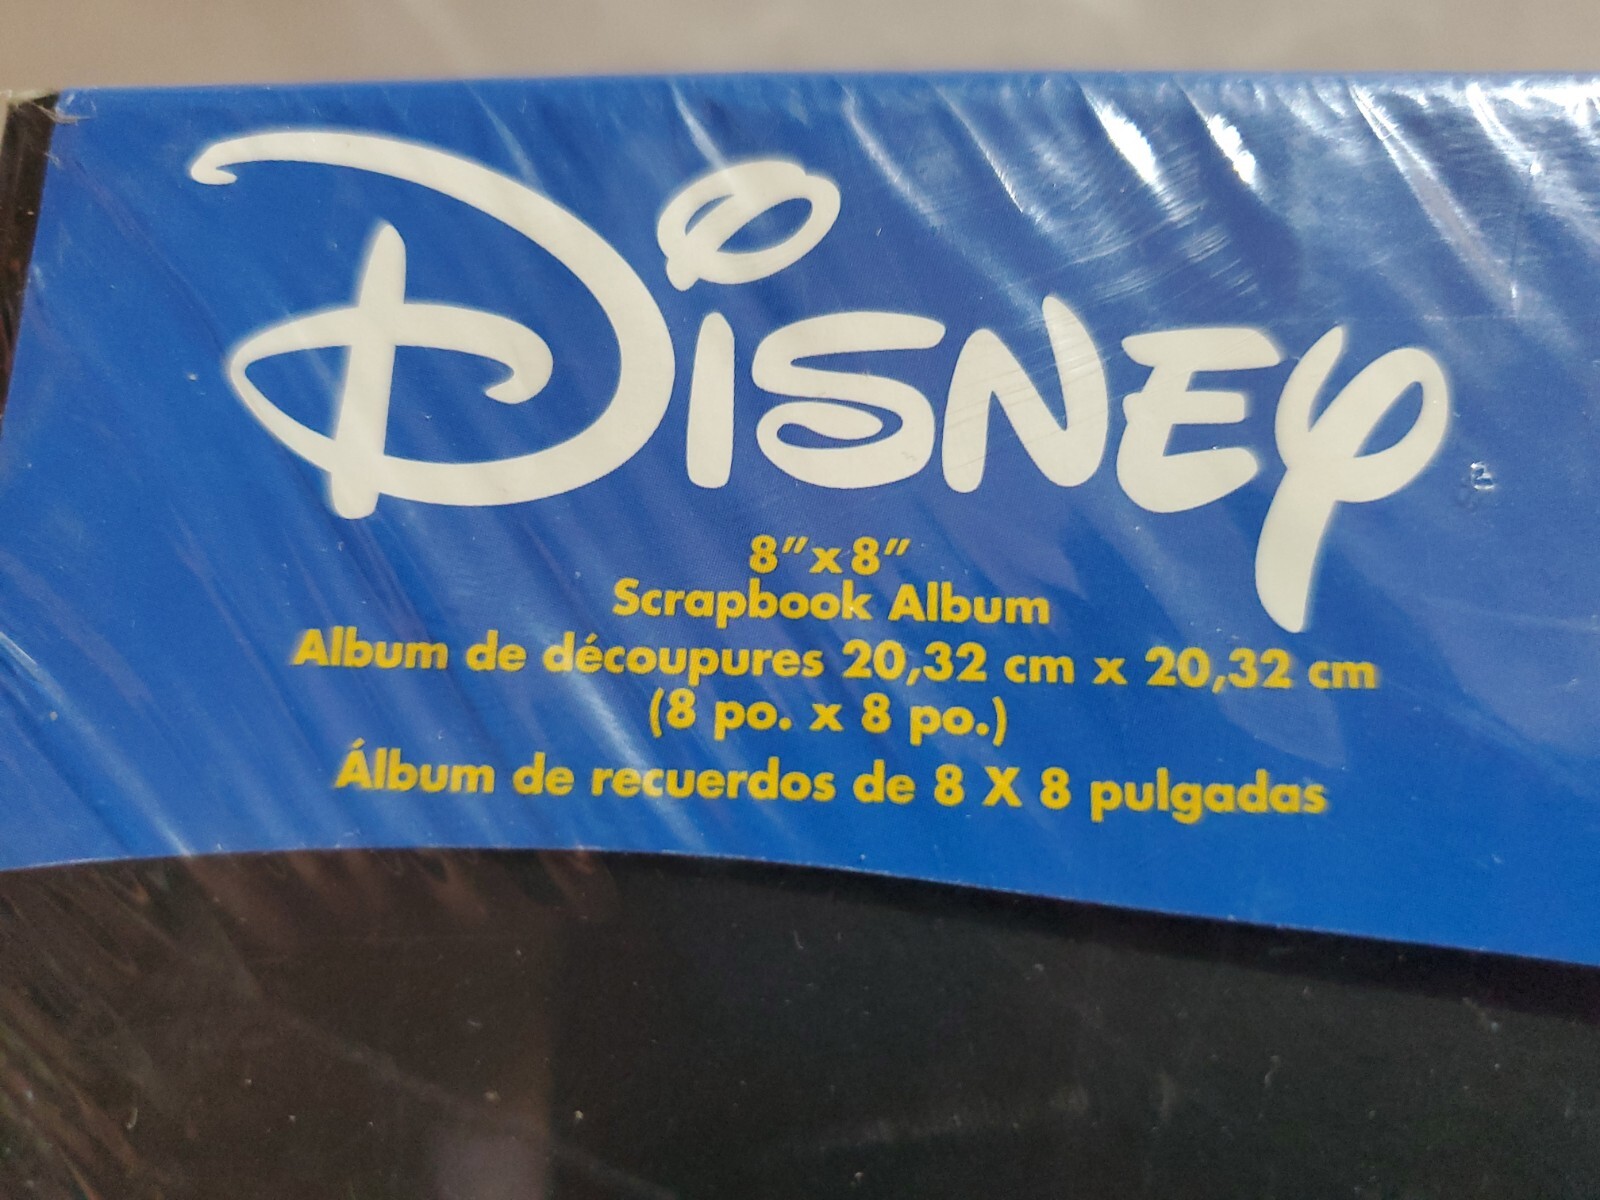 Disney
8"x8"
Scrapbook Album
Album de découpures 20,32 cm x 20,32 cm
(8 po. x 8 po.)
Álbum de recuerdos de 8 X 8 pulgadas